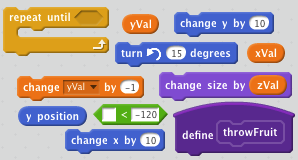 repeat until
yVal
change y by 10
turn 15 degrees
xVal
change yVal by -1
change size by zVal
y position
< -120
change x by 10
define throwFruit